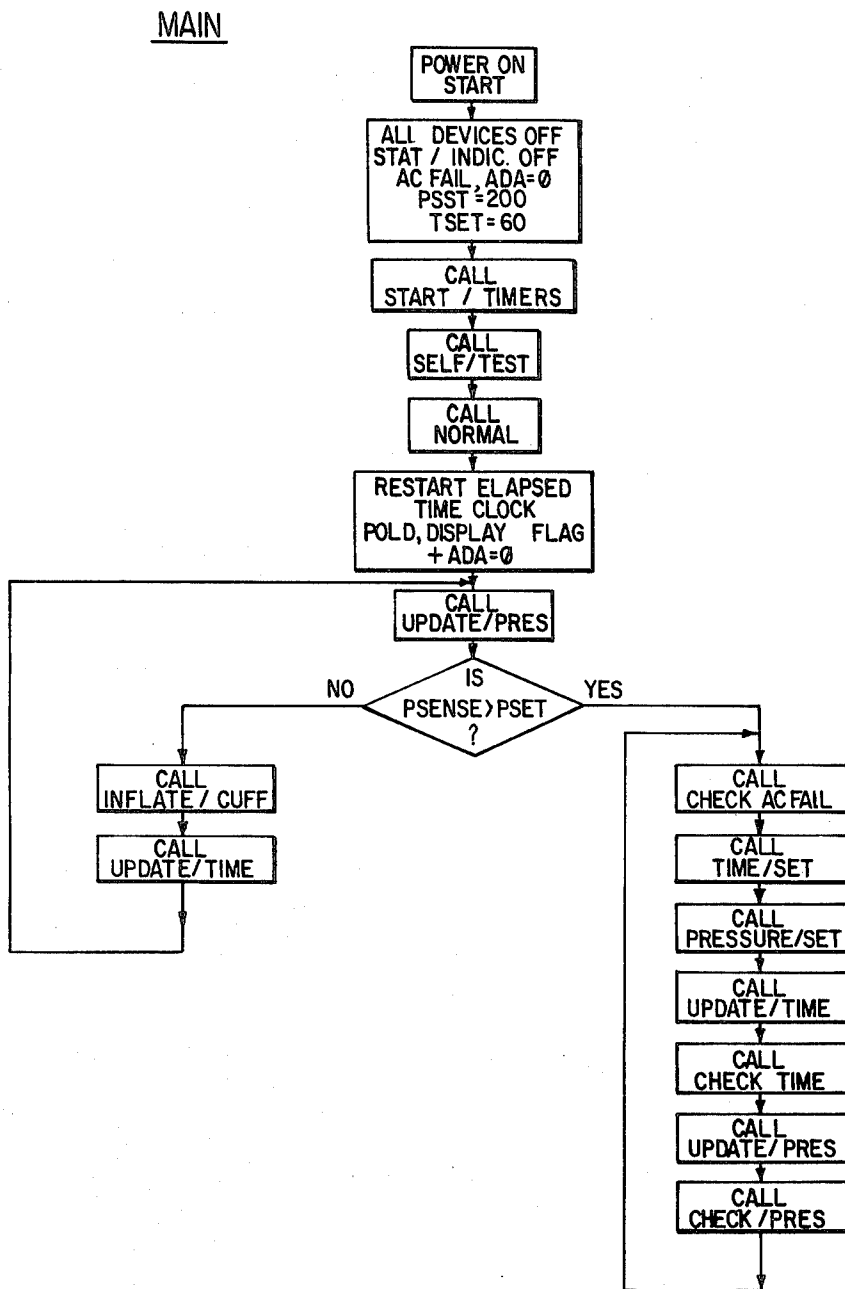 MAIN
POWER ON
START
ALL DEVICES OFF
STAT / INDIC. OFF
AC FAIL, ADA=0
PSST=200
TSET=60
CALL
START / TIMERS
CALL
SELF/TEST
CALL
NORMAL
RESTART ELAPSED
TIME CLOCK
POLD, DISPLAY FLAG
+ ADA=0
CALL
UPDATE/PRES
IS
PSENSE>PSET
?
NO
YES
CALL
INFLATE / CUFF
CALL
UPDATE/TIME
CALL
CHECK AC FAIL
CALL
TIME/SET
CALL
PRESSURE/SET
CALL
UPDATE/TIME
CALL
CHECK TIME
CALL
UPDATE/PRES
CALL
CHECK/PRES